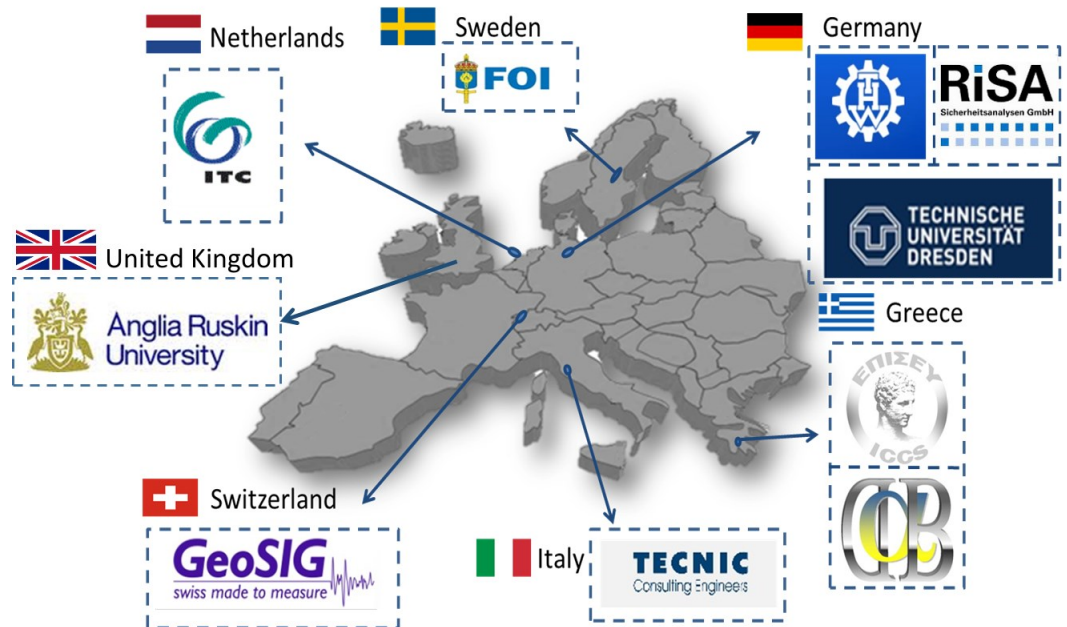 Netherlands
ITC
Sweden
FOI
Germany
THW
RiSA
Sicherheitsanalysen GmbH
TECHNISCHE
UNIVERSITÄT
DRESDEN
United Kingdom
Anglia Ruskin
University
Greece
ΕΠΙΣΕΥ
ICCS
Switzerland
GeoSIG
swiss made to measure
Italy
TECNIC
Consulting Engineers